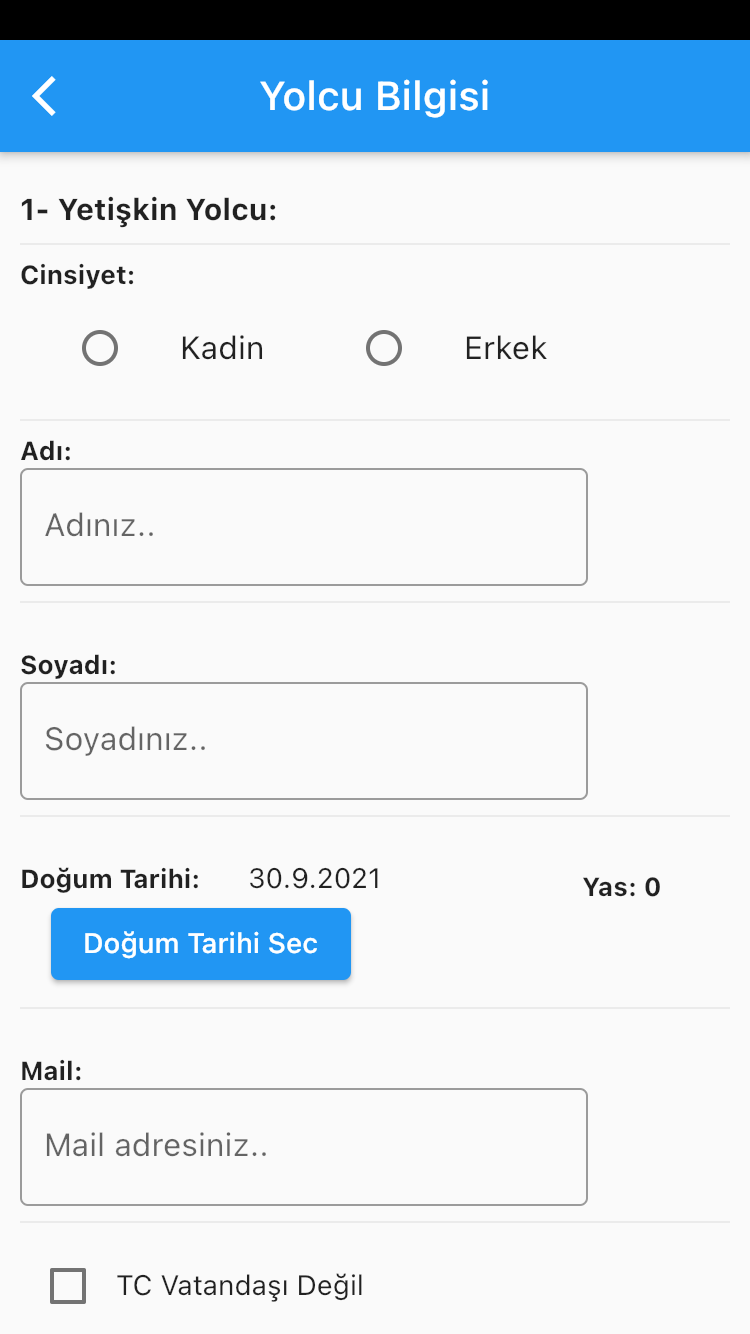 Yolcu Bilgisi
1- Yetişkin Yolcu:
Cinsiyet:
Kadin Erkek
Adı:
Adınız..
Soyadı:
Soyadınız..
Doğum Tarihi: 30.9.2021 Yas: 0
Doğum Tarihi Sec
Mail:
Mail adresiniz..
TC Vatandaşı Değil